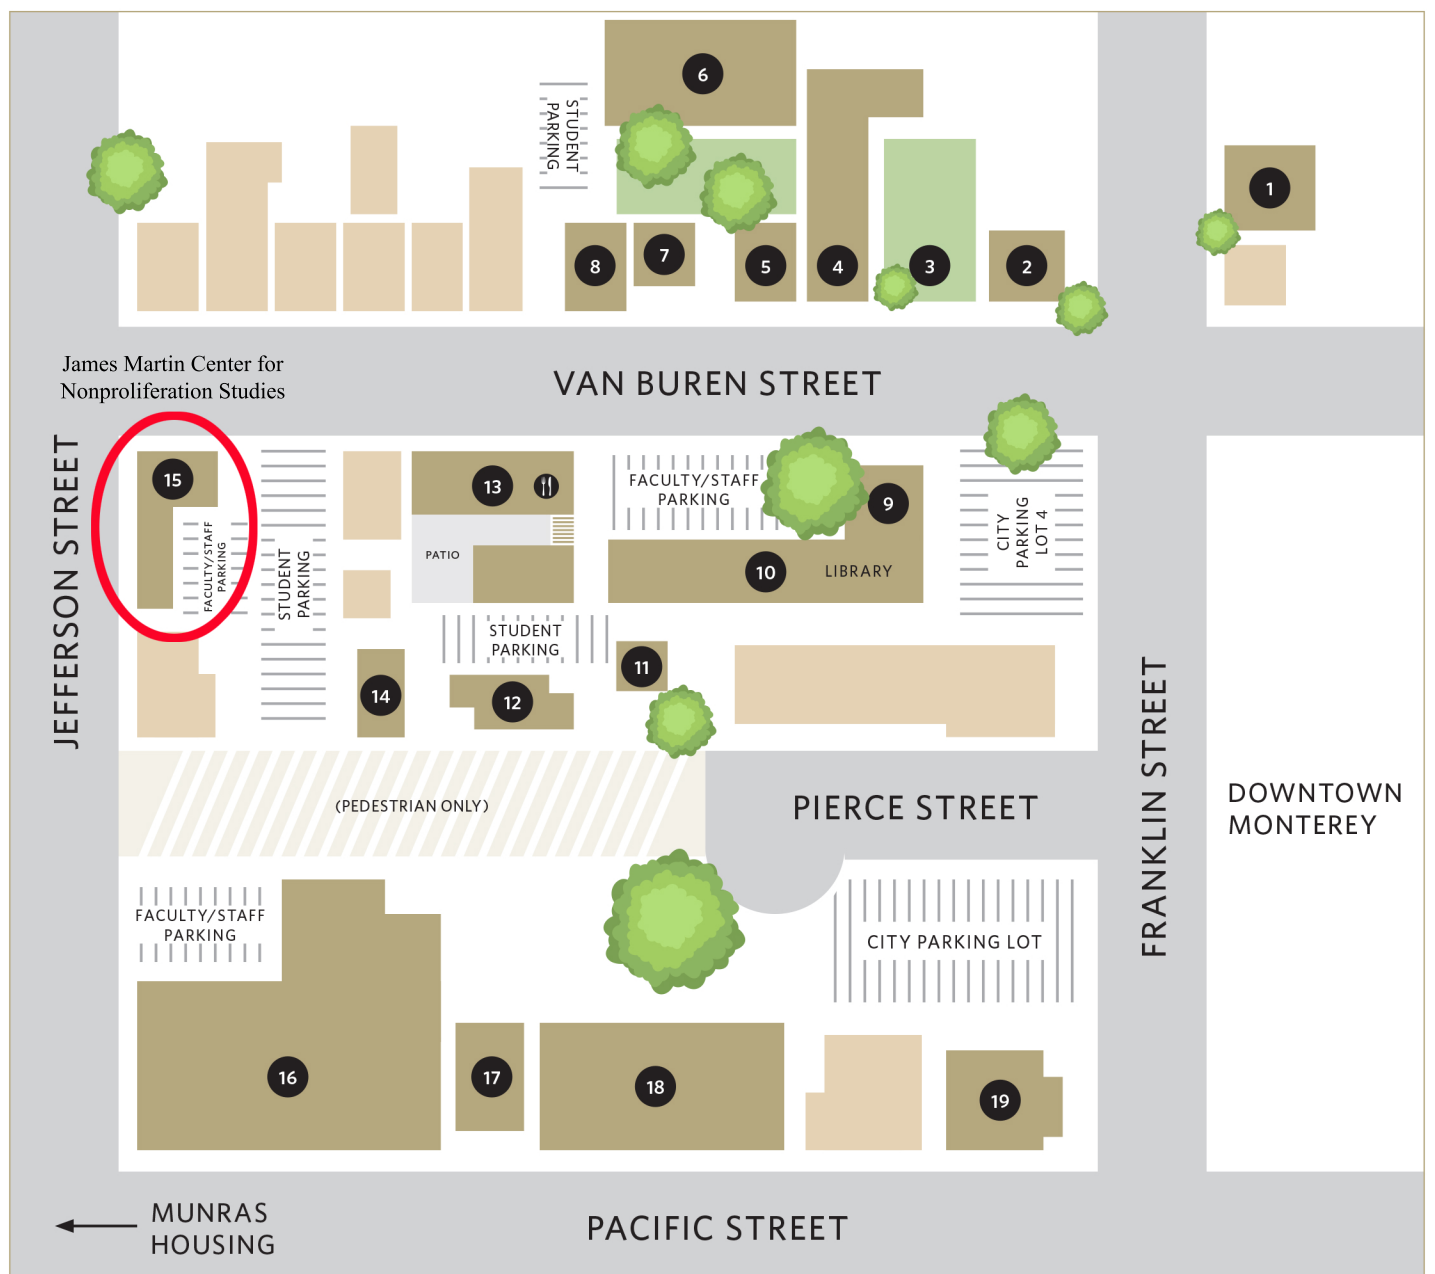 6
STUDENT
PARKING
1
8
7
5
4
3
2
James Martin Center for
Nonproliferation Studies
VAN BUREN STREET
JEFFERSON STREET
15
FACULTY/STAFF
PARKING
STUDENT
PARKING
13
PATIO
FACULTY/STAFF
PARKING
9
10
LIBRARY
CITY
PARKING
LOT 4
STUDENT
PARKING
11
14
12
(PEDESTRIAN ONLY)
PIERCE STREET
FRANKLIN STREET
DOWNTOWN
MONTEREY
FACULTY/STAFF
PARKING
CITY PARKING LOT
16
17
18
19
MUNRAS
HOUSING
PACIFIC STREET